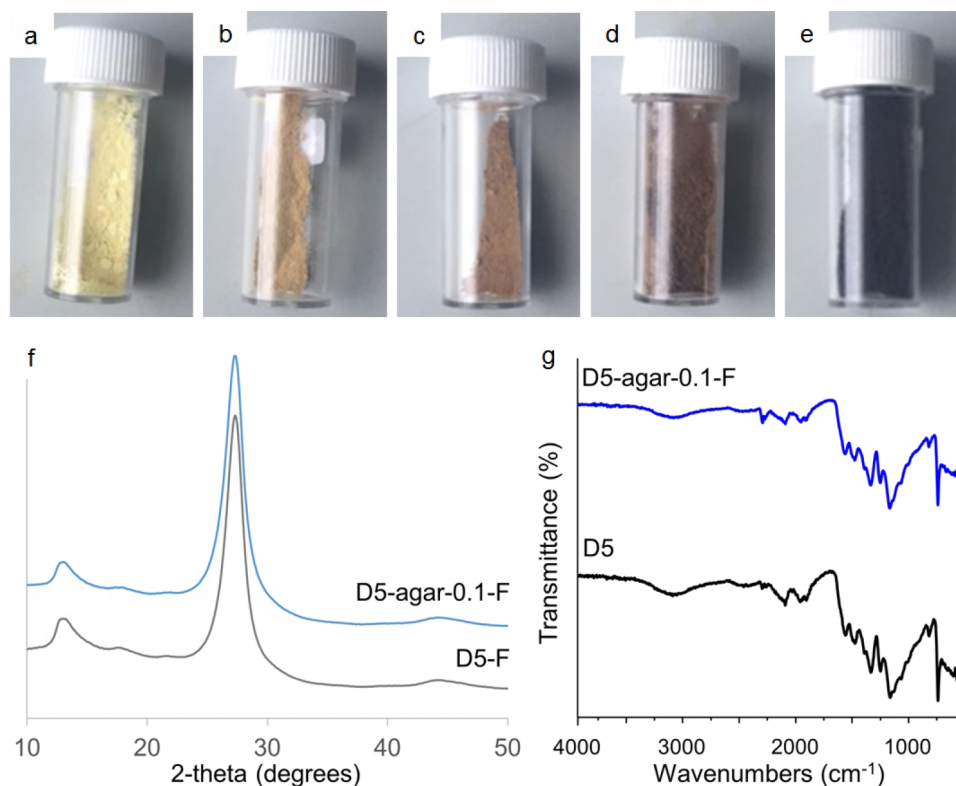 a
b
c
d
e
f
D5-agar-0.1-F
D5-F
10
20
30
40
50
2-theta (degrees)
g
D5-agar-0.1-F
D5
Transmittance (%)
4000
3000
2000
1000
Wavenumbers (cm⁻¹)